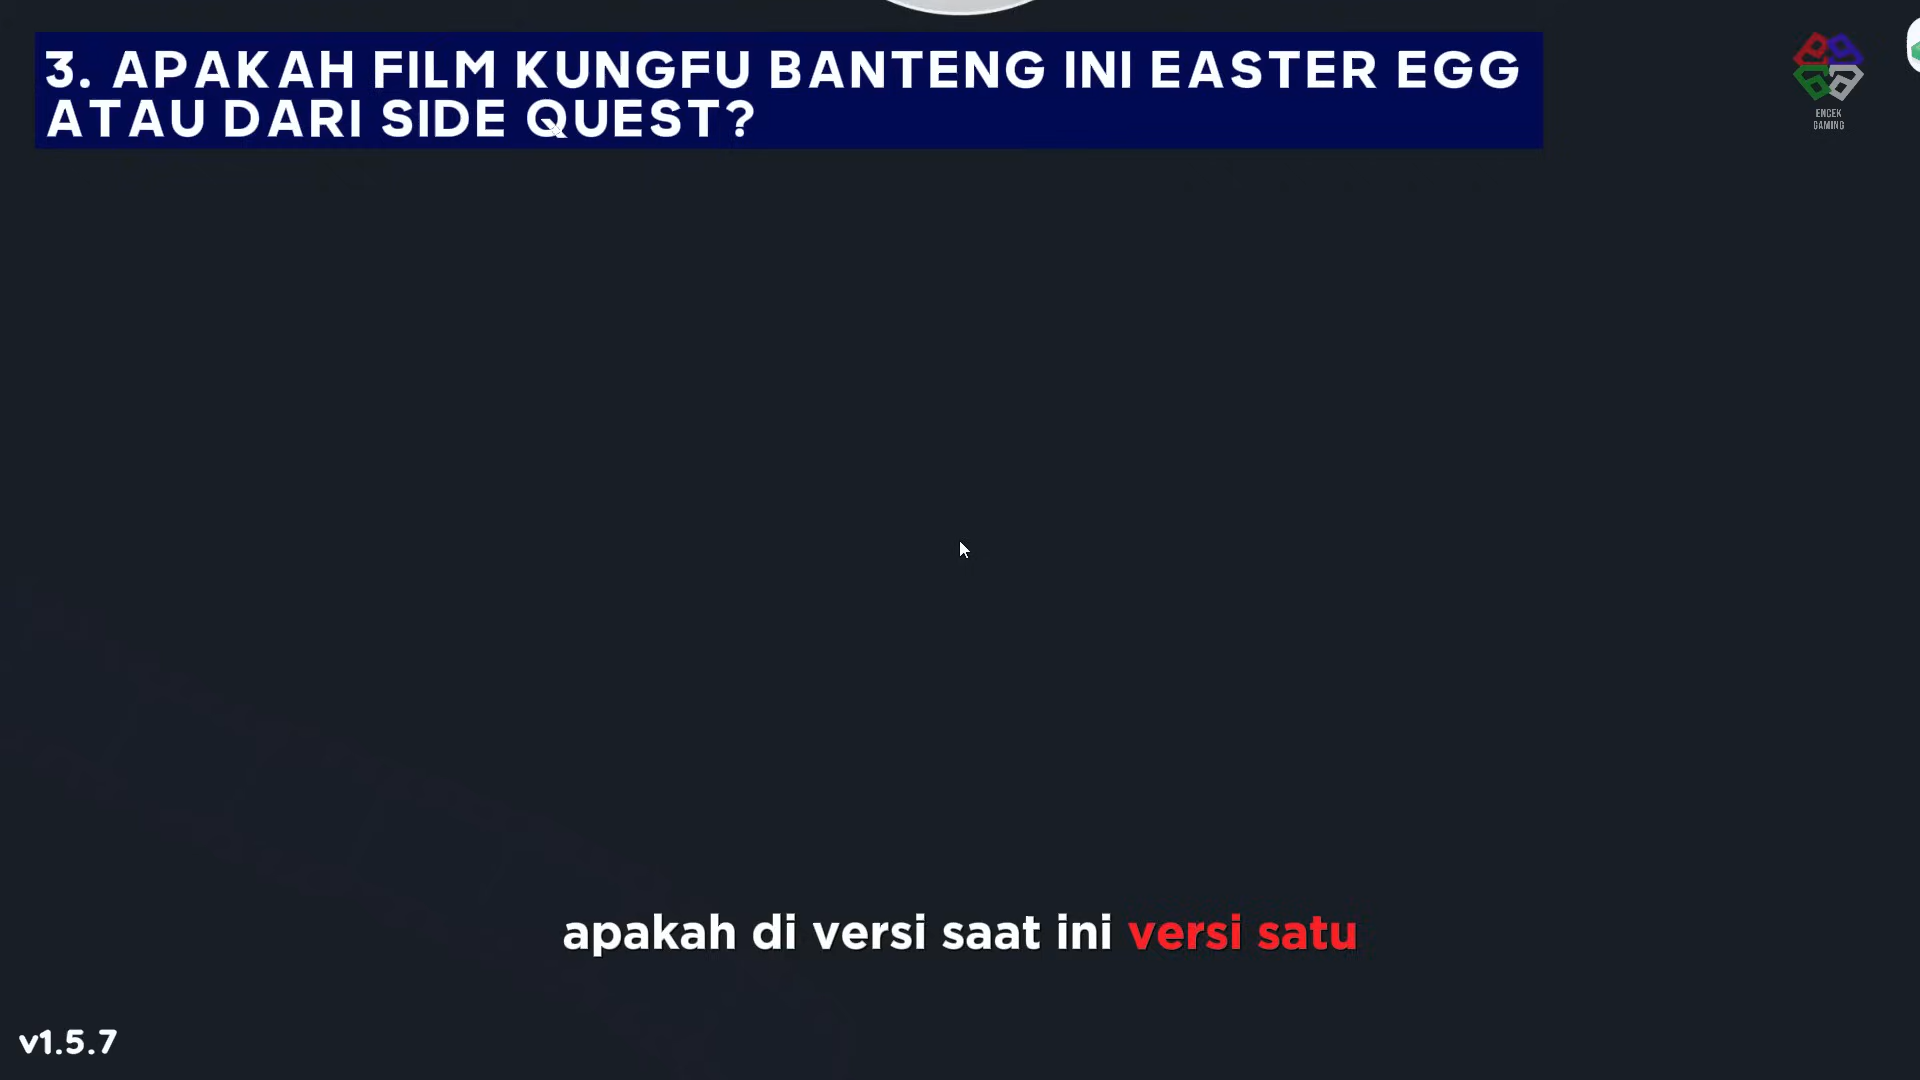 3. APAKAH FILM KUNGFU BANTENG INI EASTER EGG
ATAU DARI SIDE QUEST?
ENCEK
GAMING
apakah di versi saat ini versi satu
v1.5.7